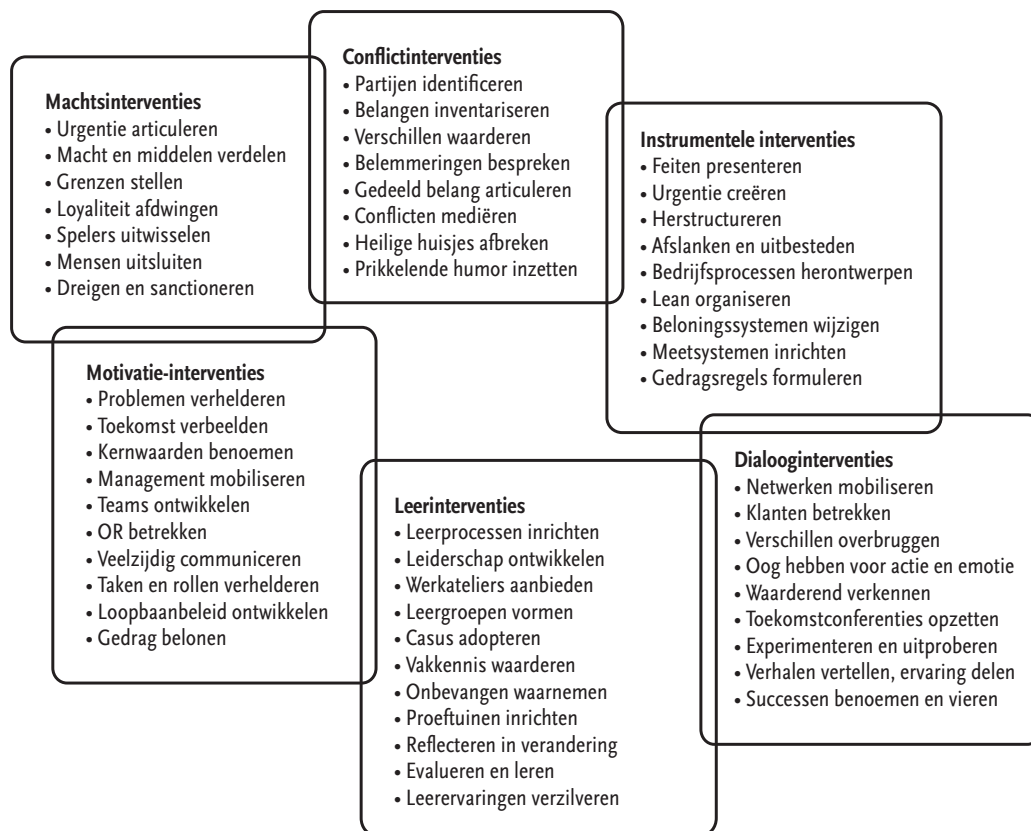 Machtsinterventies
• Urgentie articuleren
• Macht en middelen verdelen
• Grenzen stellen
• Loyaliteit afdwingen
• Spelers uitwisselen
• Mensen uitsluiten
• Dreigen en sanctioneren
Conflictinterventies
• Partijen identificeren
• Belangen inventariseren
• Verschillen waarderen
• Belemmeringen bespreken
• Gedeeld belang articuleren
• Conflicten mediëren
• Heilige huisjes afbreken
• Prikkelende humor inzetten
Instrumentele interventies
• Feiten presenteren
• Urgentie creëren
• Herstructureren
• Afslanken en uitbesteden
• Bedrijfsprocessen herontwerpen
• Lean organiseren
• Beloningssystemen wijzigen
• Meetsystemen inrichten
• Gedragsregels formuleren
Motivatie-interventies
• Problemen verhelderen
• Toekomst verbeelden
• Kernwaarden benoemen
• Management mobiliseren
• Teams ontwikkelen
• OR betrekken
• Veelzijdig communiceren
• Taken en rollen verhelderen
• Loopbaanbeleid ontwikkelen
• Gedrag belonen
Leerinterventies
• Leerprocessen inrichten
• Leiderschap ontwikkelen
• Werkateliers aanbieden
• Leergroepen vormen
• Casus adopteren
• Vakkennis waarderen
• Onbevangen waarnemen
• Proeftuinen inrichten
• Reflecteren in verandering
• Evalueren en leren
• Leerervaringen verzilveren
Dialooginterventies
• Netwerken mobiliseren
• Klanten betrekken
• Verschillen overbruggen
• Oog hebben voor actie en emotie
• Waarderend verkennen
• Toekomstconferenties opzetten
• Experimenteren en uitproberen
• Verhalen vertellen, ervaring delen
• Successen benoemen en vieren